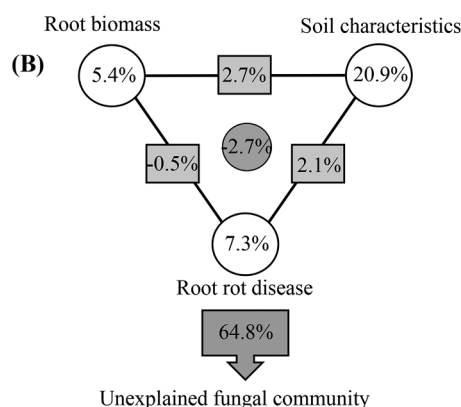 Root biomass
Soil characteristics
(B)
5.4%
2.7%
20.9%
-2.7%
-0.5%
2.1%
7.3%
Root rot disease
64.8%
Unexplained fungal community